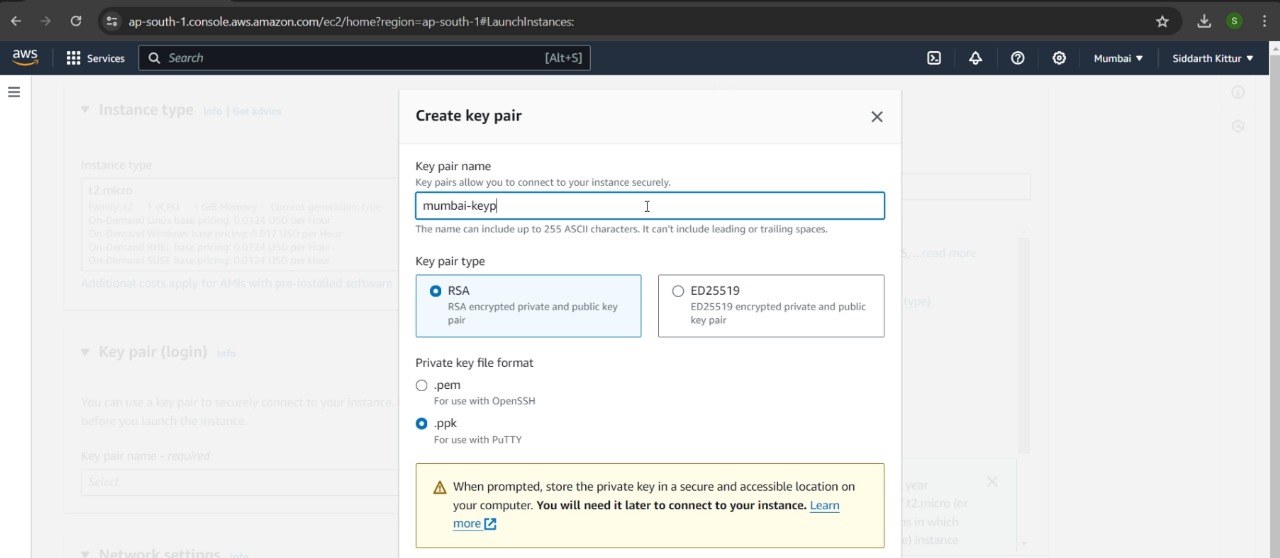 ap-south-1.console.aws.amazon.com/ec2/home?region=ap-south-1#LaunchInstances:
S
aws
Services
Search
[Alt+S]
Mumbai
Siddarth Kittur
Instance type Info | Get advice
Instance type
t2.micro
Family: t2 1 vCPU 1 GiB Memory Current generation: true
On-Demand Linux base pricing: 0.0124 USD per Hour
On-Demand Windows base pricing: 0.017 USD per Hour
On-Demand RHEL base pricing: 0.0724 USD per Hour
On-Demand SUSE base pricing: 0.0124 USD per Hour
Additional costs apply for AMIs with pre-installed software
Key pair (login) Info
You can use a key pair to securely connect to your instance.
before you launch the instance.
Key pair name - required
Select
Network settings Info
Create key pair
Key pair name
Key pairs allow you to connect to your instance securely.
mumbai-keyp
The name can include up to 255 ASCII characters. It can't include leading or trailing spaces.
Key pair type
RSA
RSA encrypted private and public key
pair
ED25519
ED25519 encrypted private and public
key pair
Private key file format
.pem
For use with OpenSSH
.ppk
For use with PuTTY
When prompted, store the private key in a secure and accessible location on
your computer. You will need it later to connect to your instance. Learn
more
...read more
type)
year
t2.micro (or
ns in which
e) instance